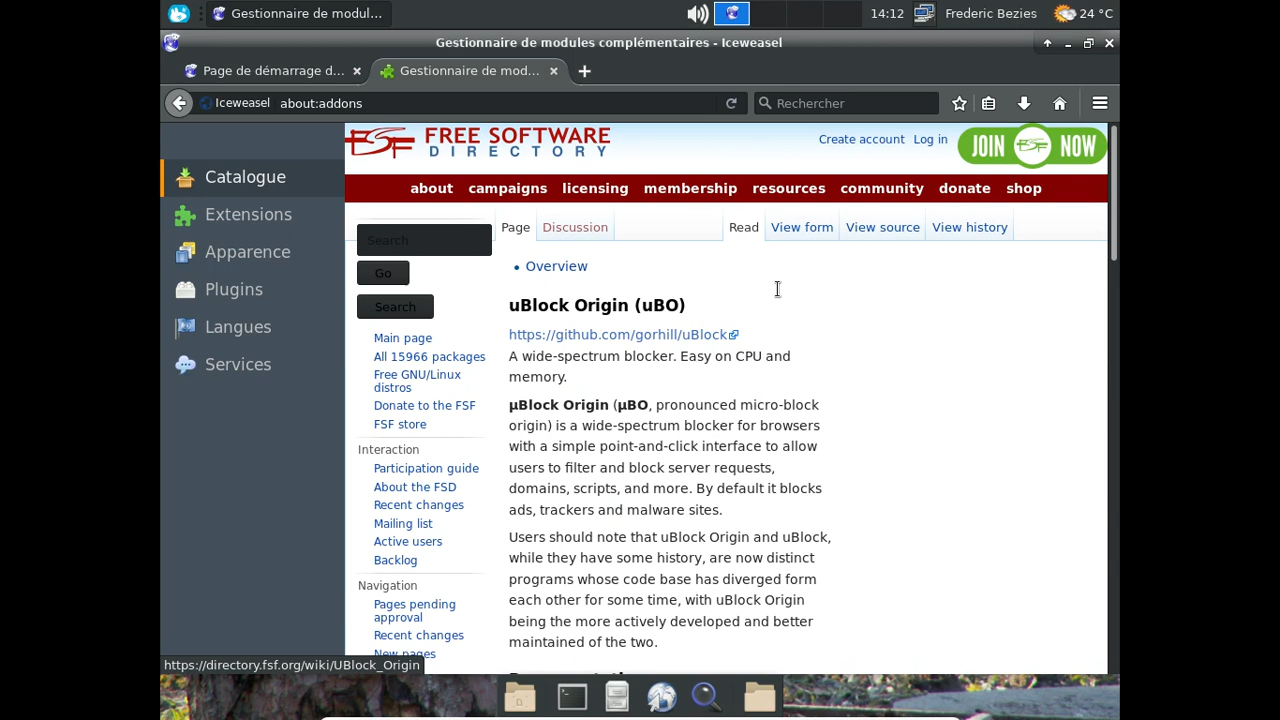 Gestionnaire de modul...
14:12
Frederic Bezies
24 °C
Gestionnaire de modules complémentaires - Iceweasel
Page de démarrage d...
Gestionnaire de mod...
Iceweasel
about:addons
Rechercher
Catalogue
Extensions
Apparence
Plugins
Langues
Services
FREE SOFTWARE
DIRECTORY
Create account
Log in
JOIN FSF NOW
about
campaigns
licensing
membership
resources
community
donate
shop
Search
Go
Search
Page
Discussion
Read
View form
View source
View history
Main page
All 15966 packages
Free GNU/Linux
distros
Donate to the FSF
FSF store
Interaction
Participation guide
About the FSD
Recent changes
Mailing list
Active users
Backlog
Navigation
Pages pending
approval
Recent changes
New pages
• Overview
uBlock Origin (uBO)
https://github.com/gorhill/uBlock
A wide-spectrum blocker. Easy on CPU and
memory.
µBlock Origin (µBO, pronounced micro-block
origin) is a wide-spectrum blocker for browsers
with a simple point-and-click interface to allow
users to filter and block server requests,
domains, scripts, and more. By default it blocks
ads, trackers and malware sites.
Users should note that uBlock Origin and uBlock,
while they have some history, are now distinct
programs whose code base has diverged form
each other for some time, with uBlock Origin
being the more actively developed and better
maintained of the two.
https://directory.fsf.org/wiki/UBlock_Origin